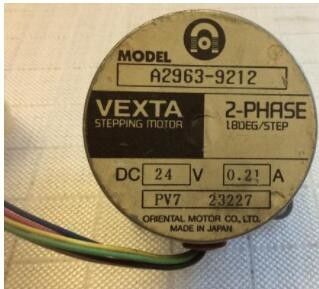 MODEL
A2963-9212
VEXTA 2-PHASE
STEPPING MOTOR 1.8DEG/STEP
DC 24 V 0.21 A
PV7 23227
ORIENTAL MOTOR CO., LTD.
MADE IN JAPAN